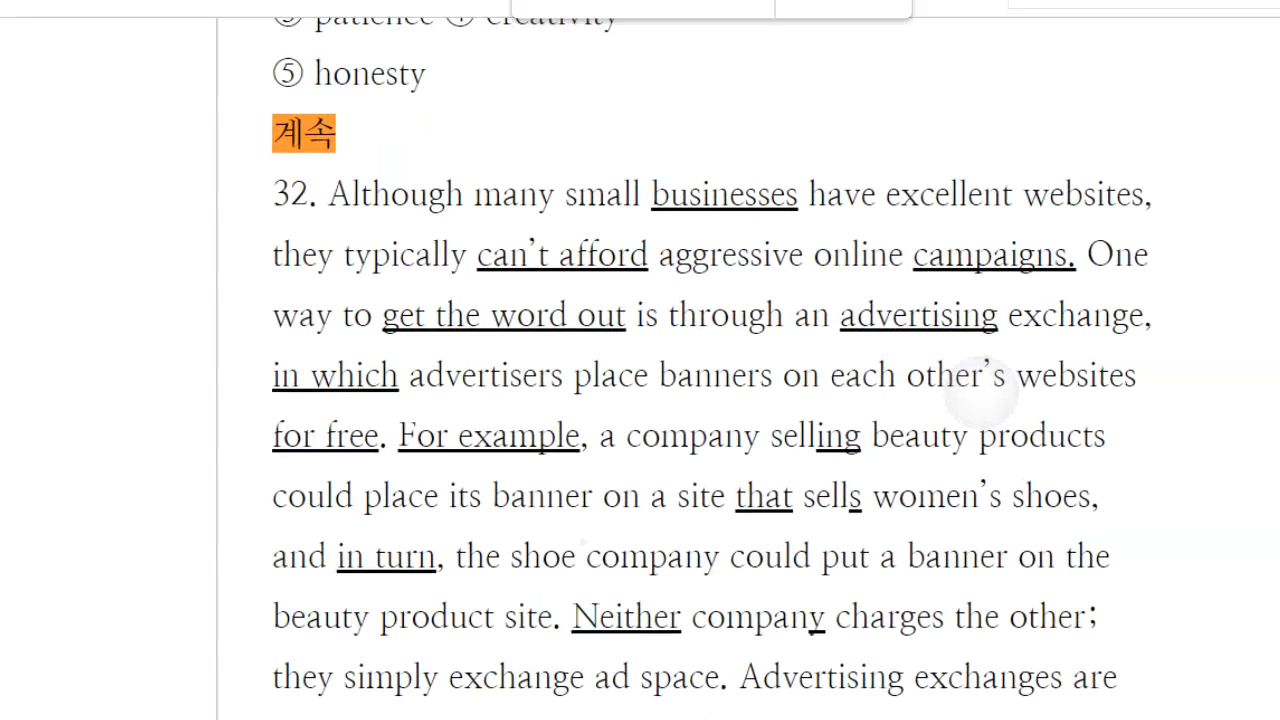 ③ patience ④ creativity
⑤ honesty
계속
32. Although many small businesses have excellent websites,
they typically can’t afford aggressive online campaigns. One
way to get the word out is through an advertising exchange,
in which advertisers place banners on each other’s websites
for free. For example, a company selling beauty products
could place its banner on a site that sells women’s shoes,
and in turn, the shoe company could put a banner on the
beauty product site. Neither company charges the other;
they simply exchange ad space. Advertising exchanges are